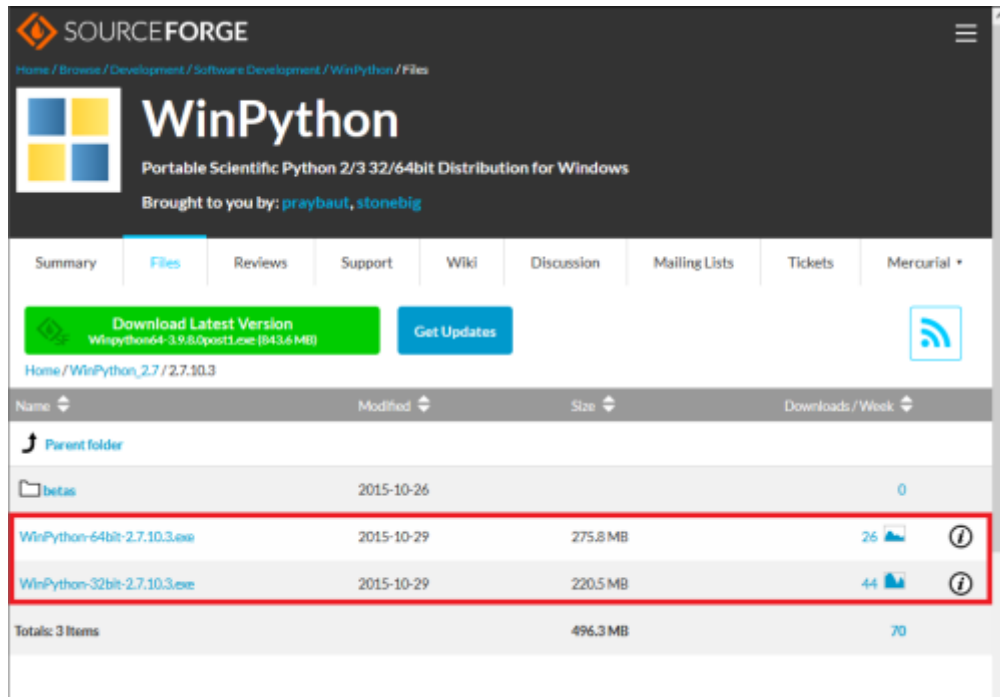 SOURCEFORGE
Home / Browse / Development / Software Development / WinPython / Files
WinPython
Portable Scientific Python 2/3 32/64bit Distribution for Windows
Brought to you by: praybaut, stonebig
Summary Files Reviews Support Wiki Discussion Mailing Lists Tickets Mercurial
Download Latest Version
Winpython64-3.9.8.0post1.exe (843.6 MB)
Get Updates
Home / WinPython_2.7 / 2.7.10.3
Name Modified Size Downloads / Week
Parent folder
betas 2015-10-26 0
WinPython-64bit-2.7.10.3.exe 2015-10-29 275.8 MB 26 i
WinPython-32bit-2.7.10.3.exe 2015-10-29 220.5 MB 44 i
Totals: 3 Items 496.3 MB 70